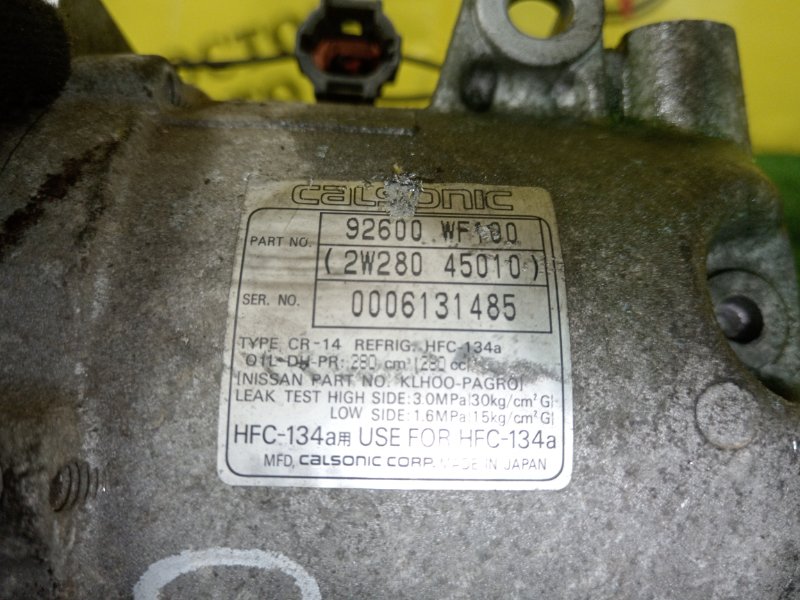 CALSONIC
PART NO. 92600 WF100
(2W280 45010)
SER. NO. 0006131485
TYPE CR-14 REFRIG. HFC-134a
OIL-DH-PR: 280 cm³ [280 cc]
[NISSAN PART NO. KLH00-PAGR0]
LEAK TEST HIGH SIDE: 3.0MPa[30kg/cm²G]
LOW SIDE: 1.6MPa[15kg/cm²G]
HFC-134a用 USE FOR HFC-134a
MFD. CALSONIC CORP. MADE IN JAPAN